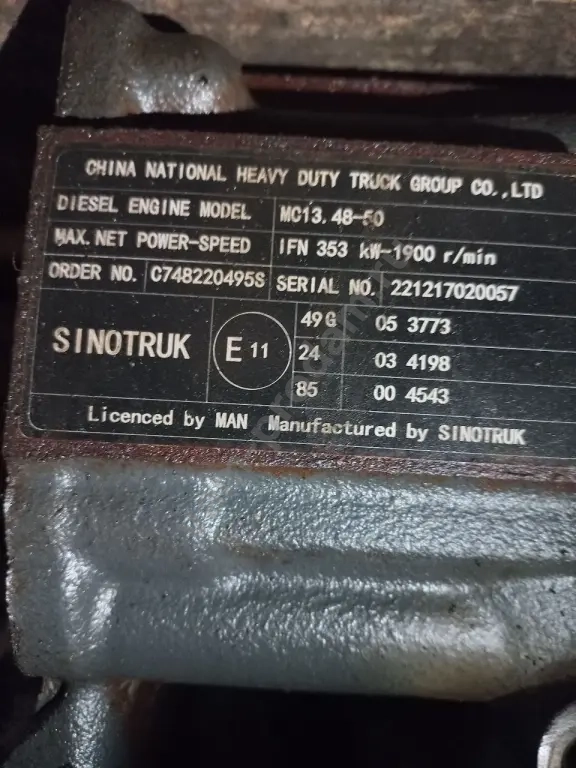 CHINA NATIONAL HEAVY DUTY TRUCK GROUP CO.,LTD
DIESEL ENGINE MODEL MC13.48-50
MAX.NET POWER-SPEED IFN 353 kW-1900 r/min
ORDER NO. C748220495S SERIAL NO. 221217020057
SINOTRUK E 11
49G 05 3773
24 03 4198
85 00 4543
Licenced by MAN Manufactured by SINOTRUK